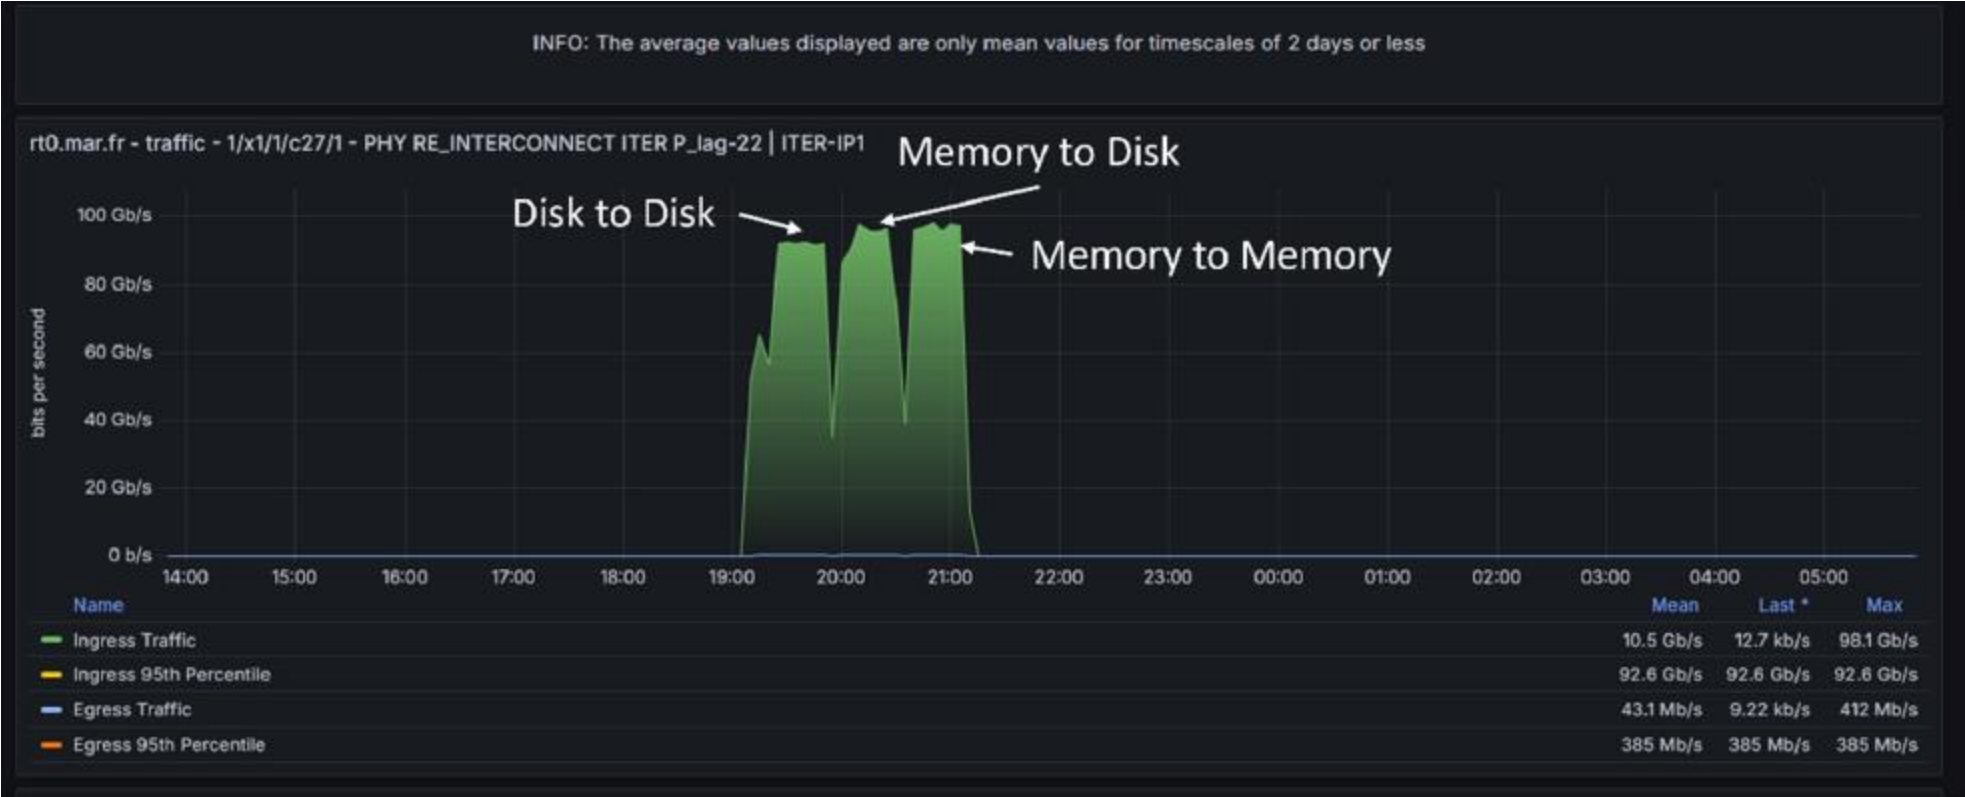 INFO: The average values displayed are only mean values for timescales of 2 days or less
rt0.mar.fr - traffic - 1/x1/1/c27/1 - PHY RE_INTERCONNECT ITER P_lag-22 | ITER-IP1
Memory to Disk
Disk to Disk
Memory to Memory
bits per second
100 Gb/s
80 Gb/s
60 Gb/s
40 Gb/s
20 Gb/s
0 b/s
14:00 15:00 16:00 17:00 18:00 19:00 20:00 21:00 22:00 23:00 00:00 01:00 02:00 03:00 04:00 05:00
Name Mean Last * Max
Ingress Traffic 10.5 Gb/s 12.7 kb/s 98.1 Gb/s
Ingress 95th Percentile 92.6 Gb/s 92.6 Gb/s 92.6 Gb/s
Egress Traffic 43.1 Mb/s 9.22 kb/s 412 Mb/s
Egress 95th Percentile 385 Mb/s 385 Mb/s 385 Mb/s